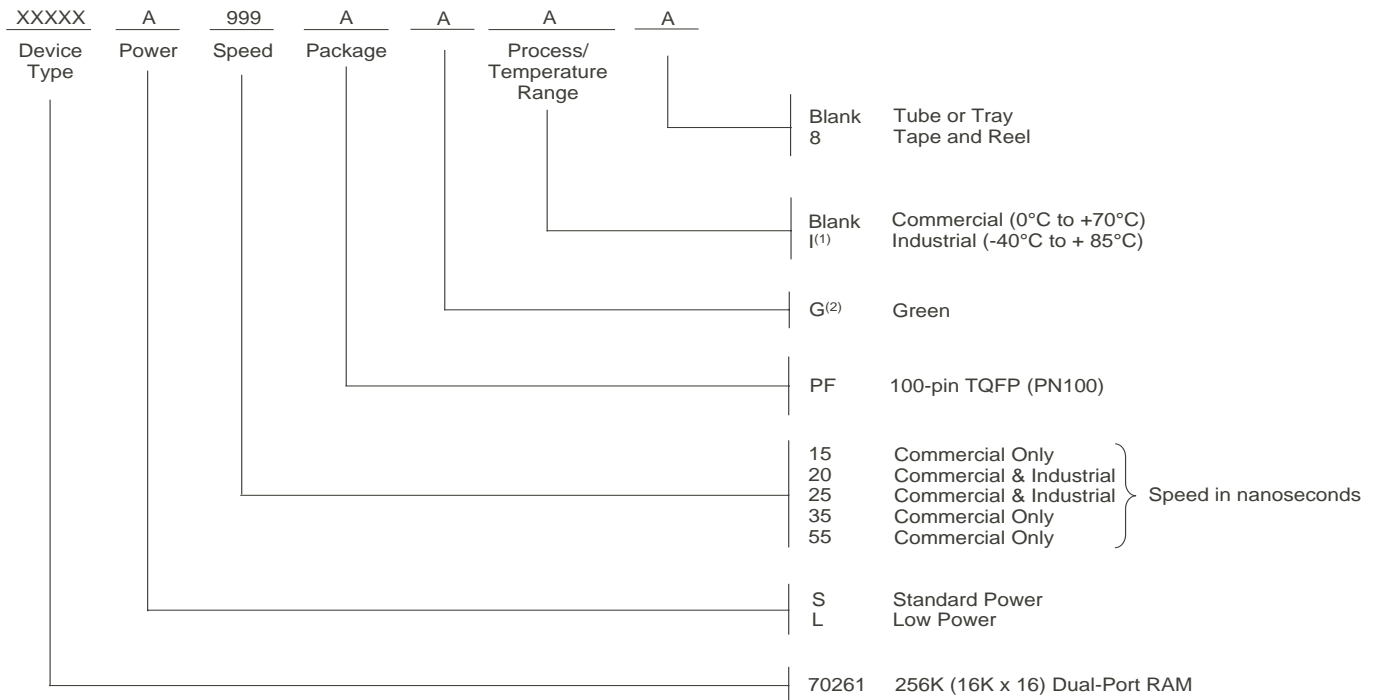 XXXXX A 999 A A A A
Device Type Power Speed Package Process/ Temperature Range
Blank Tube or Tray
8 Tape and Reel
Blank Commercial (0°C to +70°C)
I(1) Industrial (-40°C to + 85°C)
G(2) Green
PF 100-pin TQFP (PN100)
15 Commercial Only
20 Commercial & Industrial
25 Commercial & Industrial Speed in nanoseconds
35 Commercial Only
55 Commercial Only
S Standard Power
L Low Power
70261 256K (16K x 16) Dual-Port RAM